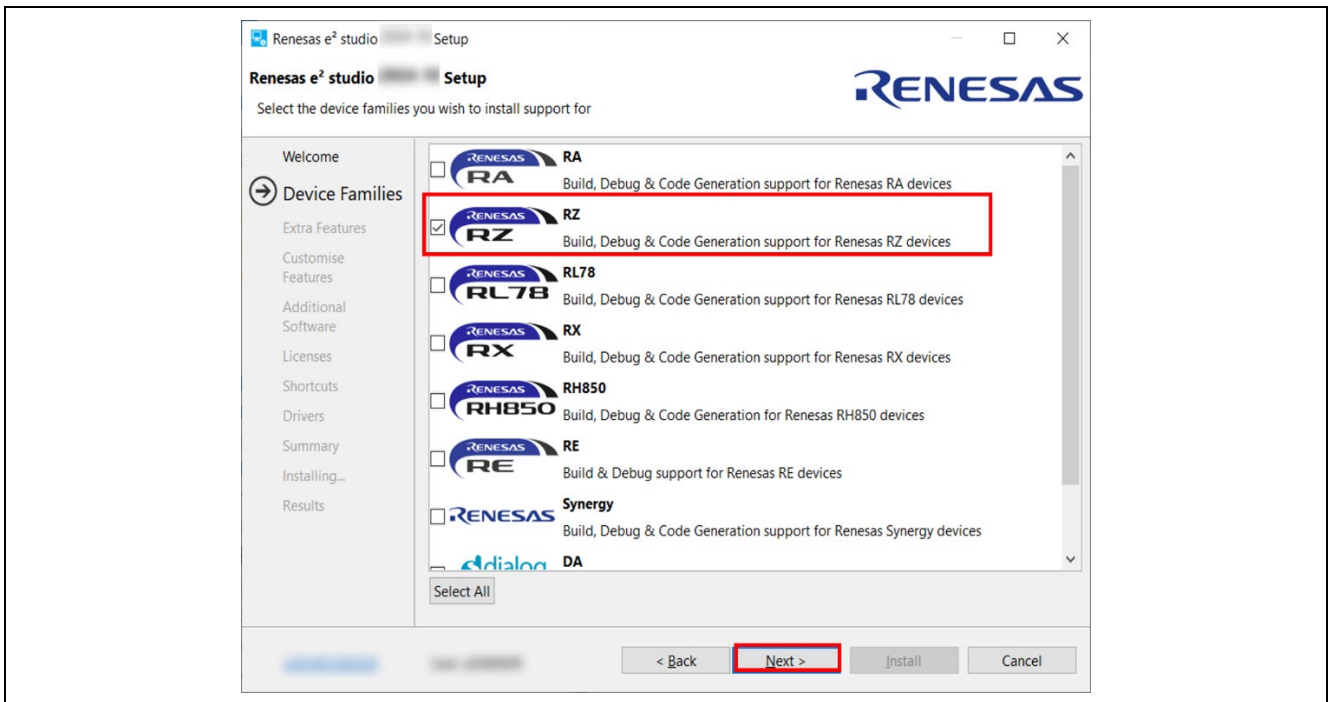 Renesas e² studio Setup
Renesas e² studio Setup
Select the device families you wish to install support for
RENESAS
Welcome
Device Families
Extra Features
Customise
Features
Additional
Software
Licenses
Shortcuts
Drivers
Summary
Installing...
Results
RENESAS
RA
RA
Build, Debug & Code Generation support for Renesas RA devices
RENESAS
RZ
RZ
Build, Debug & Code Generation support for Renesas RZ devices
RENESAS
RL78
RL78
Build, Debug & Code Generation support for Renesas RL78 devices
RENESAS
RX
RX
Build, Debug & Code Generation support for Renesas RX devices
RENESAS
RH850
RH850
Build, Debug & Code Generation for Renesas RH850 devices
RENESAS
RE
RE
Build & Debug support for Renesas RE devices
RENESAS
Synergy
Build, Debug & Code Generation support for Renesas Synergy devices
dialog
DA
Select All
< Back
Next >
Install
Cancel